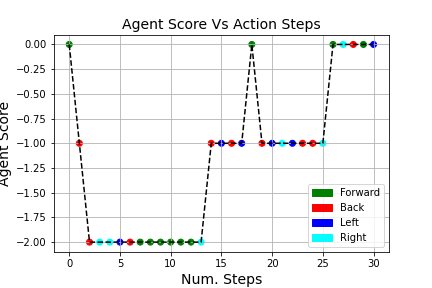 Agent Score Vs Action Steps
Agent Score
0.00
−0.25
−0.50
−0.75
−1.00
−1.25
−1.50
−1.75
−2.00
Forward
Back
Left
Right
0 5 10 15 20 25 30
Num. Steps